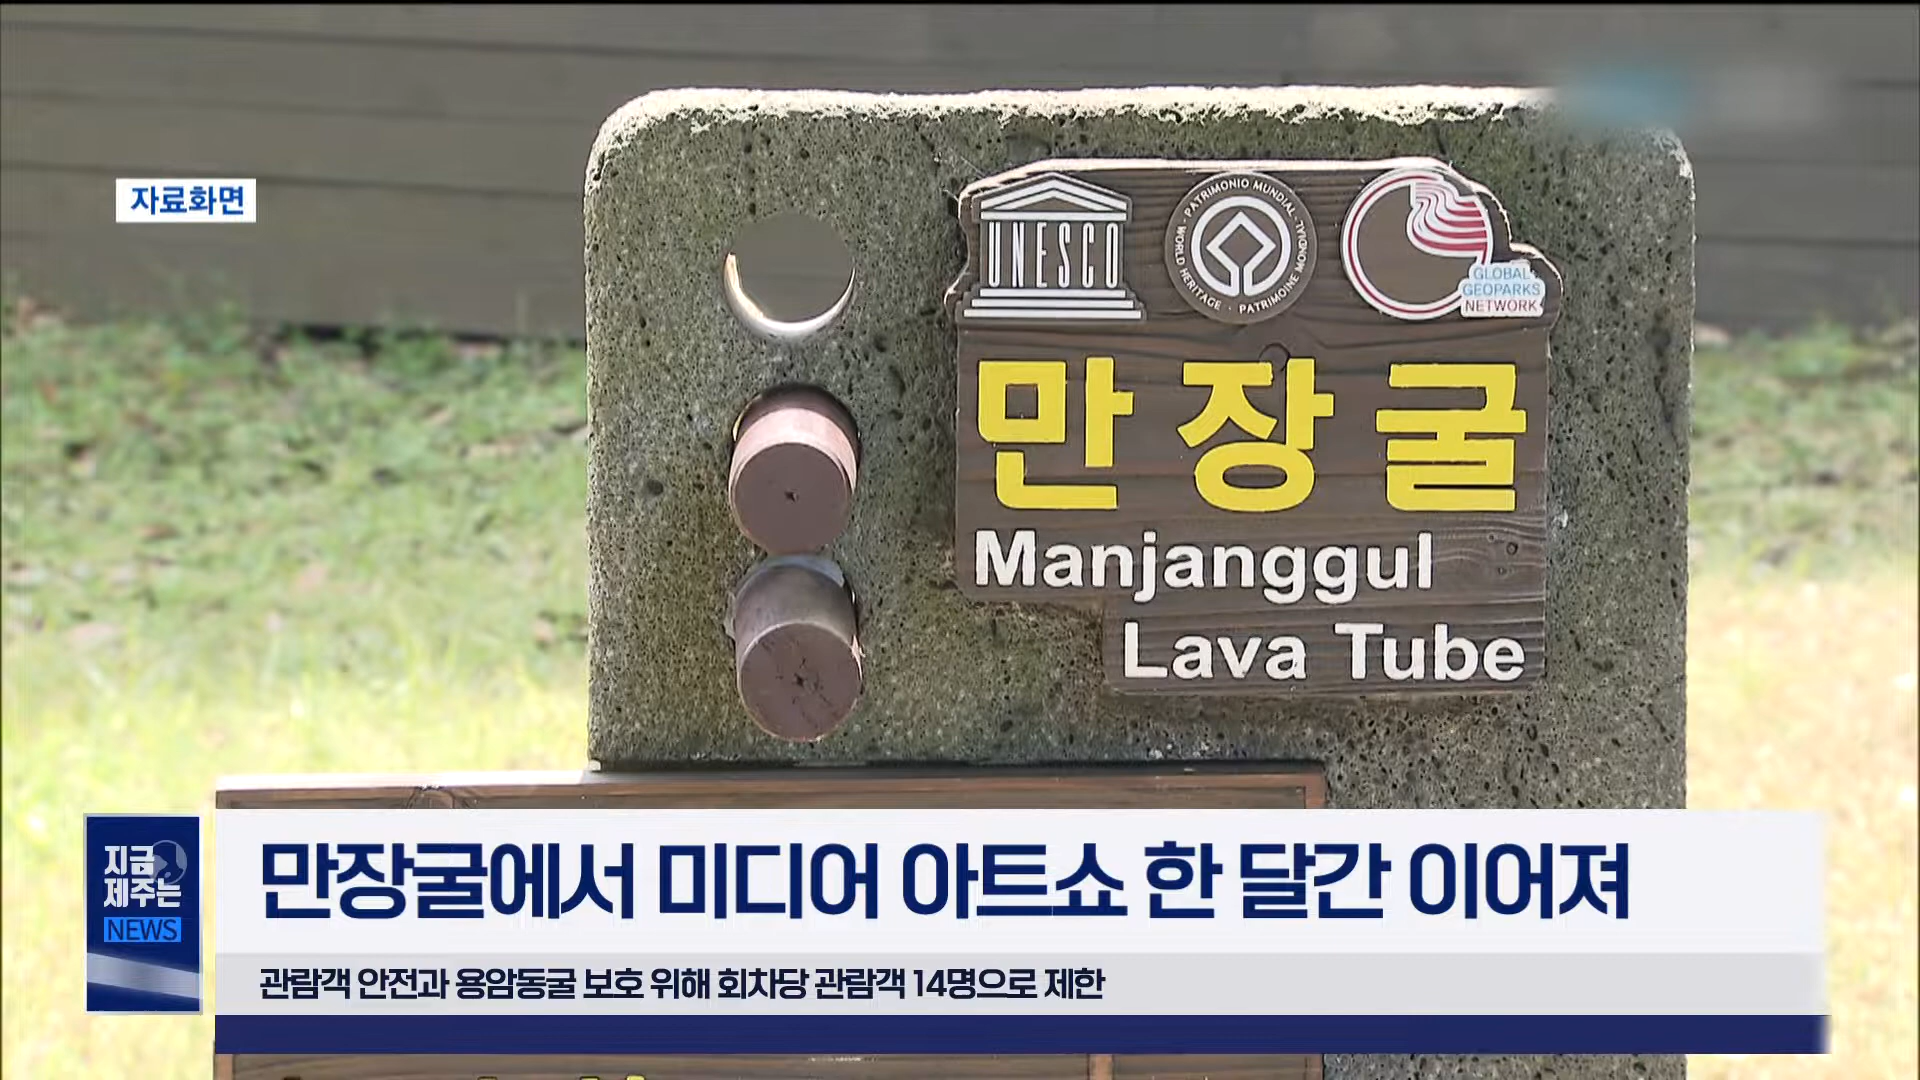 자료화면
UNESCO
PATRIMONIO MUNDIAL · WORLD HERITAGE · PATRIMOINE MONDIAL
GLOBAL
GEOPARKS
NETWORK
만장굴
Manjanggul
Lava Tube
지금
제주는
NEWS
만장굴에서 미디어 아트쇼 한 달간 이어져
관람객 안전과 용암동굴 보호 위해 회차당 관람객 14명으로 제한